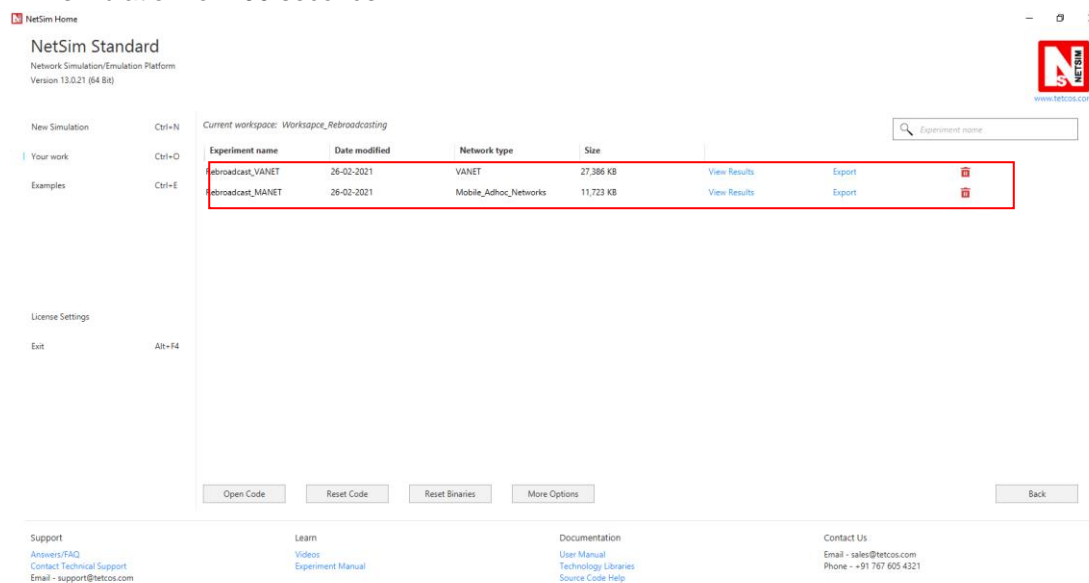 NetSim Home
NetSim Standard
Network Simulation/Emulation Platform
Version 13.0.21 (64 Bit)
NETSIM
www.tetcos.com
New Simulation Ctrl+N
Your work Ctrl+O
Examples Ctrl+E
License Settings
Exit Alt+F4
Current workspace: Worksapce_Rebroadcasting
Experiment name
Experiment name Date modified Network type Size
Rebroadcast_VANET 26-02-2021 VANET 27,386 KB View Results Export
Rebroadcast_MANET 26-02-2021 Mobile_Adhoc_Networks 11,723 KB View Results Export
Open Code Reset Code Reset Binaries More Options Back
Support Learn Documentation Contact Us
Answers/FAQ Videos User Manual Email - sales@tetcos.com
Contact Technical Support Experiment Manual Technology Libraries Phone - +91 767 605 4321
Email - support@tetcos.com Source Code Help